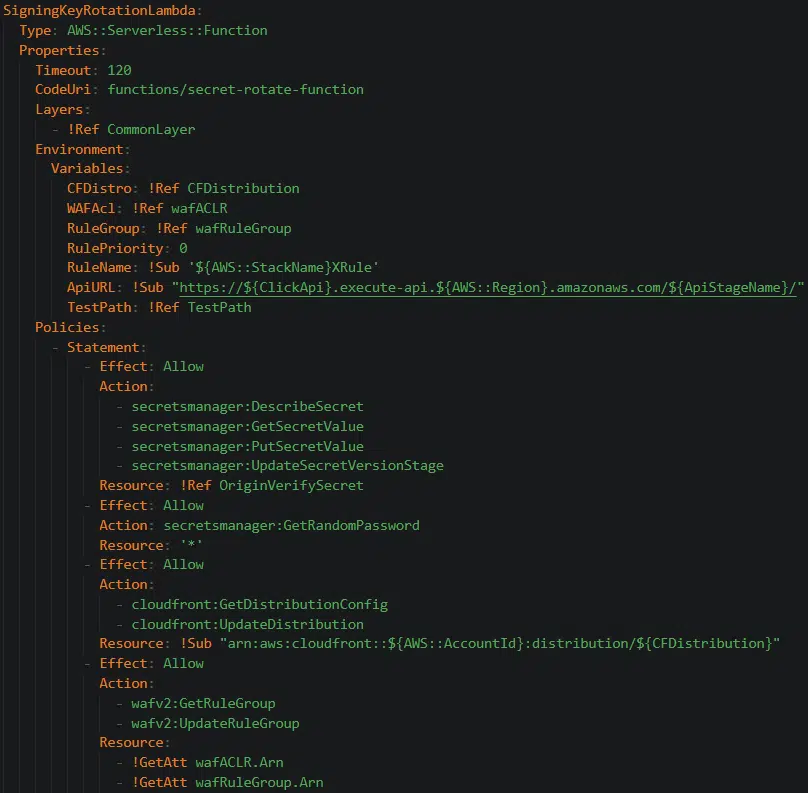 SigningKeyRotationLambda:
  Type: AWS::Serverless::Function
  Properties:
    Timeout: 120
    CodeUri: functions/secret-rotate-function
    Layers:
      - !Ref CommonLayer
    Environment:
      Variables:
        CFDistro: !Ref CFDistribution
        WAFAcl: !Ref wafACLR
        RuleGroup: !Ref wafRuleGroup
        RulePriority: 0
        RuleName: !Sub '${AWS::StackName}XRule'
        ApiURL: !Sub "https://${ClickApi}.execute-api.${AWS::Region}.amazonaws.com/${ApiStageName}/"
        TestPath: !Ref TestPath
    Policies:
      - Statement:
          - Effect: Allow
            Action:
              - secretsmanager:DescribeSecret
              - secretsmanager:GetSecretValue
              - secretsmanager:PutSecretValue
              - secretsmanager:UpdateSecretVersionStage
            Resource: !Ref OriginVerifySecret
          - Effect: Allow
            Action: secretsmanager:GetRandomPassword
            Resource: '*'
          - Effect: Allow
            Action:
              - cloudfront:GetDistributionConfig
              - cloudfront:UpdateDistribution
            Resource: !Sub "arn:aws:cloudfront::${AWS::AccountId}:distribution/${CFDistribution}"
          - Effect: Allow
            Action:
              - wafv2:GetRuleGroup
              - wafv2:UpdateRuleGroup
            Resource:
              - !GetAtt wafACLR.Arn
              - !GetAtt wafRuleGroup.Arn